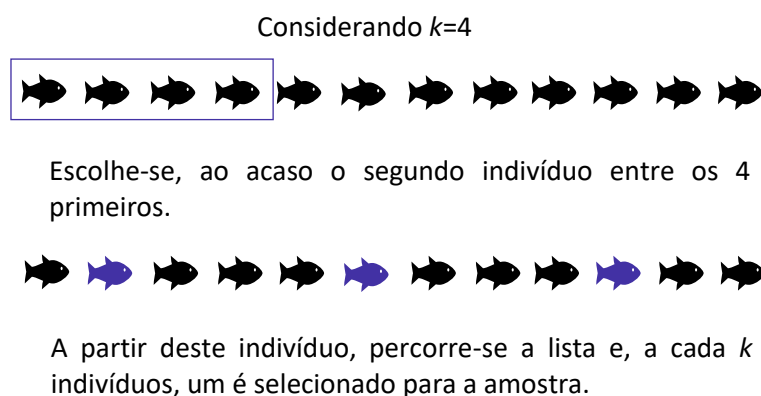 Considerando k=4
Escolhe-se, ao acaso o segundo indivíduo entre os 4
primeiros.
A partir deste indivíduo, percorre-se a lista e, a cada k
indivíduos, um é selecionado para a amostra.